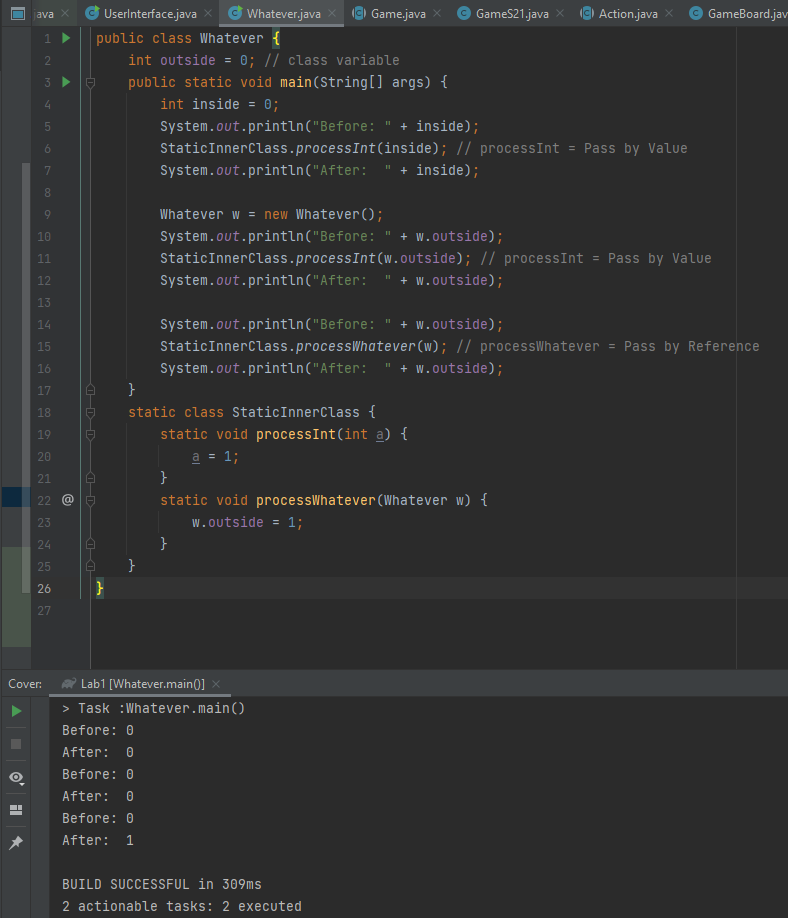 java UserInterface.java Whatever.java Game.java GameS21.java Action.java GameBoard.jav
1 public class Whatever {
2 int outside = 0; // class variable
3 public static void main(String[] args) {
4 int inside = 0;
5 System.out.println("Before: " + inside);
6 StaticInnerClass.processInt(inside); // processInt = Pass by Value
7 System.out.println("After:  " + inside);
8
9 Whatever w = new Whatever();
10 System.out.println("Before: " + w.outside);
11 StaticInnerClass.processInt(w.outside); // processInt = Pass by Value
12 System.out.println("After:  " + w.outside);
13
14 System.out.println("Before: " + w.outside);
15 StaticInnerClass.processWhatever(w); // processWhatever = Pass by Reference
16 System.out.println("After:  " + w.outside);
17 }
18 static class StaticInnerClass {
19 static void processInt(int a) {
20 a = 1;
21 }
22 @ static void processWhatever(Whatever w) {
23 w.outside = 1;
24 }
25 }
26 }
27
Cover: Lab1 [Whatever.main()]
> Task :Whatever.main()
Before: 0
After:  0
Before: 0
After:  0
Before: 0
After:  1
BUILD SUCCESSFUL in 309ms
2 actionable tasks: 2 executed